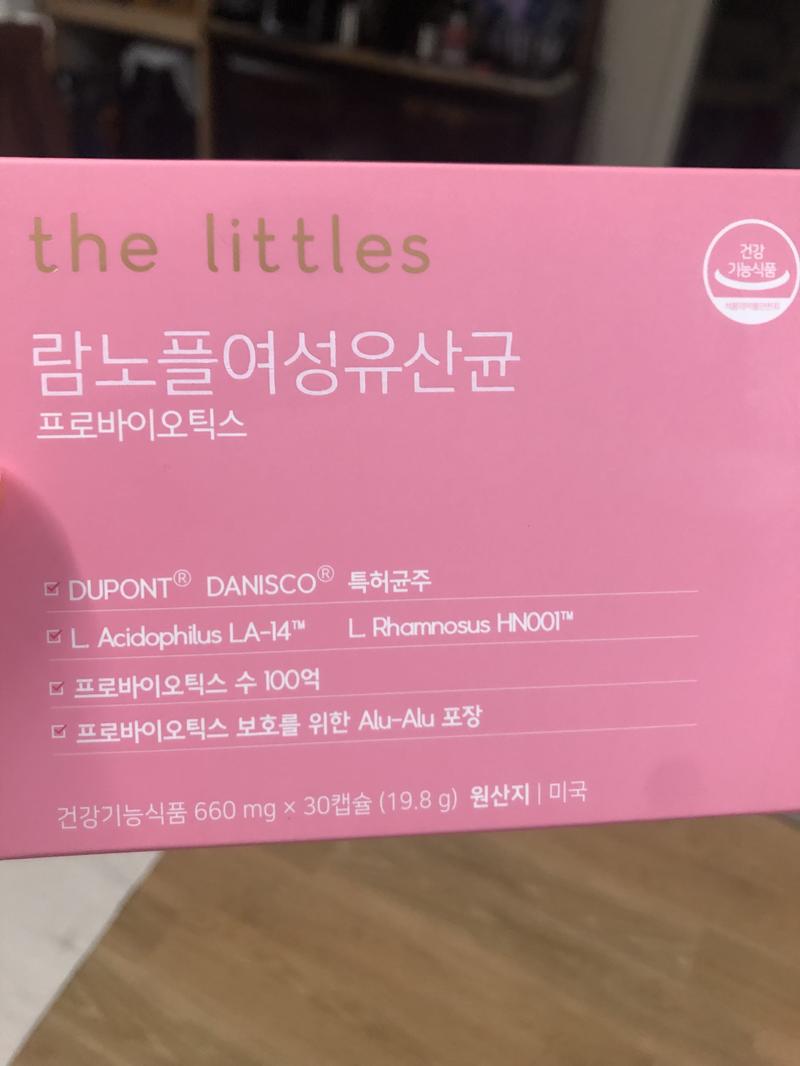 the littles
건강
기능식품
람노플여성유산균
프로바이오틱스
DUPONT® DANISCO® 특허균주
L. Acidophilus LA-14™ L. Rhamnosus HN001™
프로바이오틱스 수 100억
프로바이오틱스 보호를 위한 Alu-Alu 포장
건강기능식품 660 mg × 30캡슐 (19.8 g) 원산지 | 미국